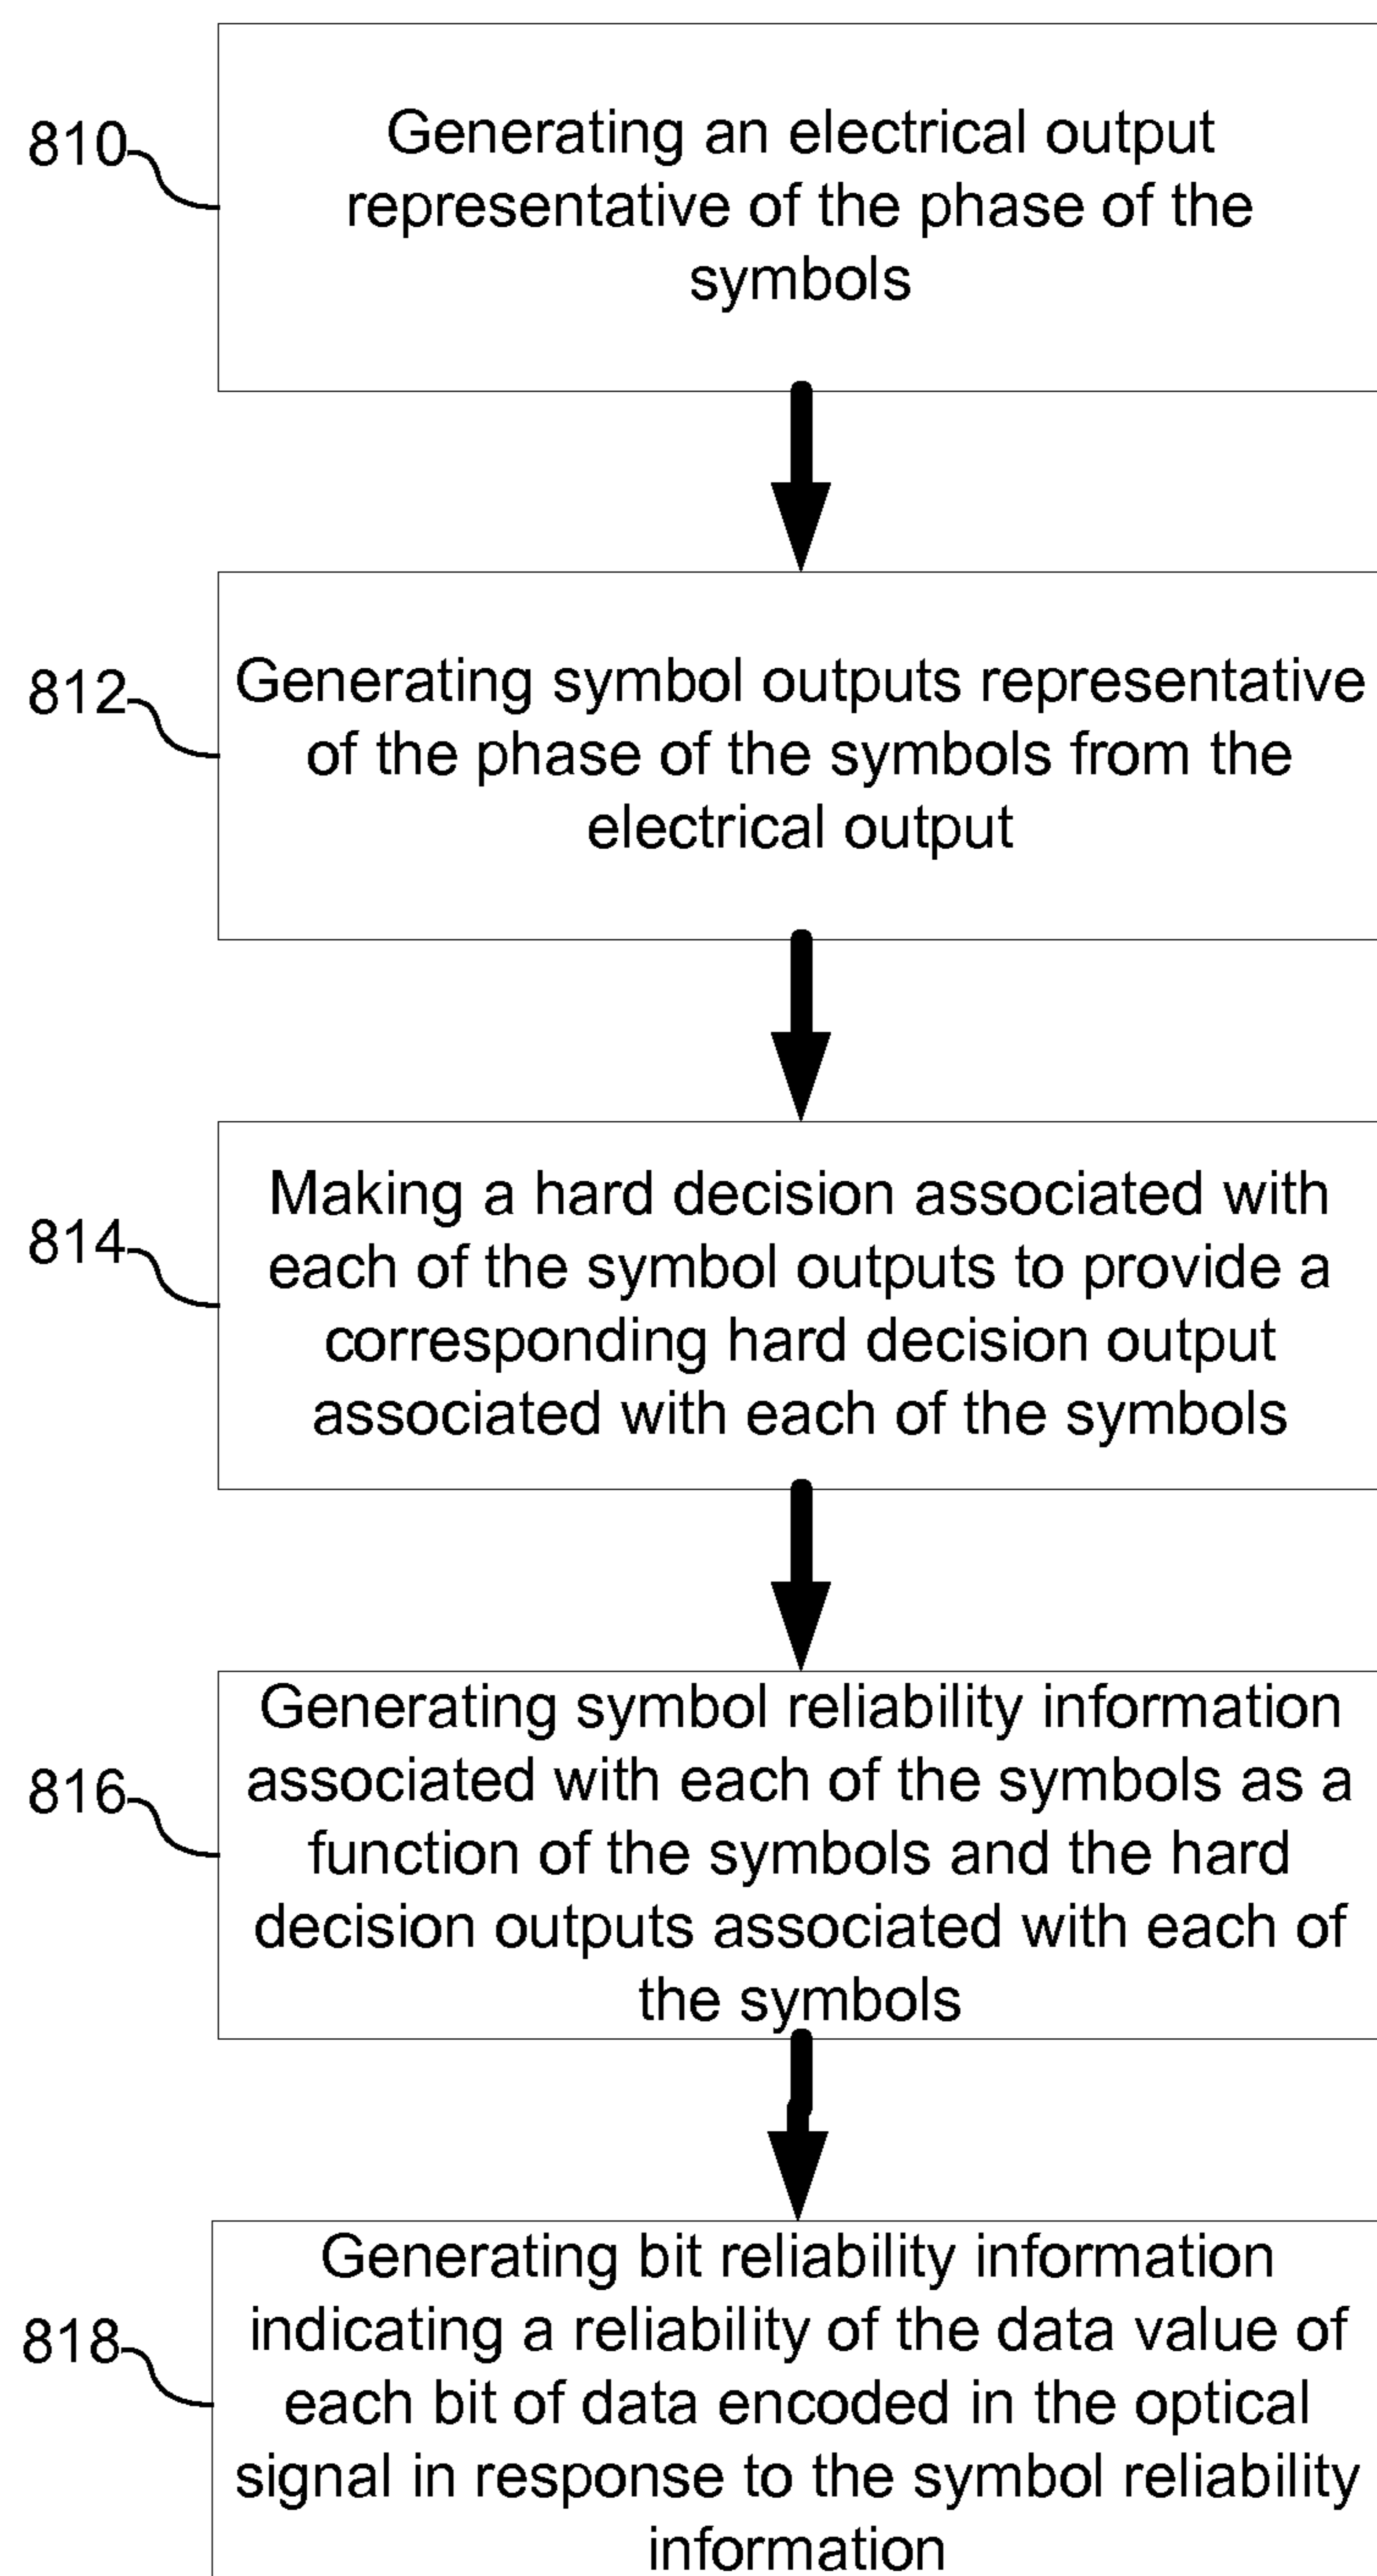 810
Generating an electrical output
representative of the phase of the
symbols
812
Generating symbol outputs representative
of the phase of the symbols from the
electrical output
814
Making a hard decision associated with
each of the symbol outputs to provide a
corresponding hard decision output
associated with each of the symbols
816
Generating symbol reliability information
associated with each of the symbols as a
function of the symbols and the hard
decision outputs associated with each of
the symbols
818
Generating bit reliability information
indicating a reliability of the data value of
each bit of data encoded in the optical
signal in response to the symbol reliability
information